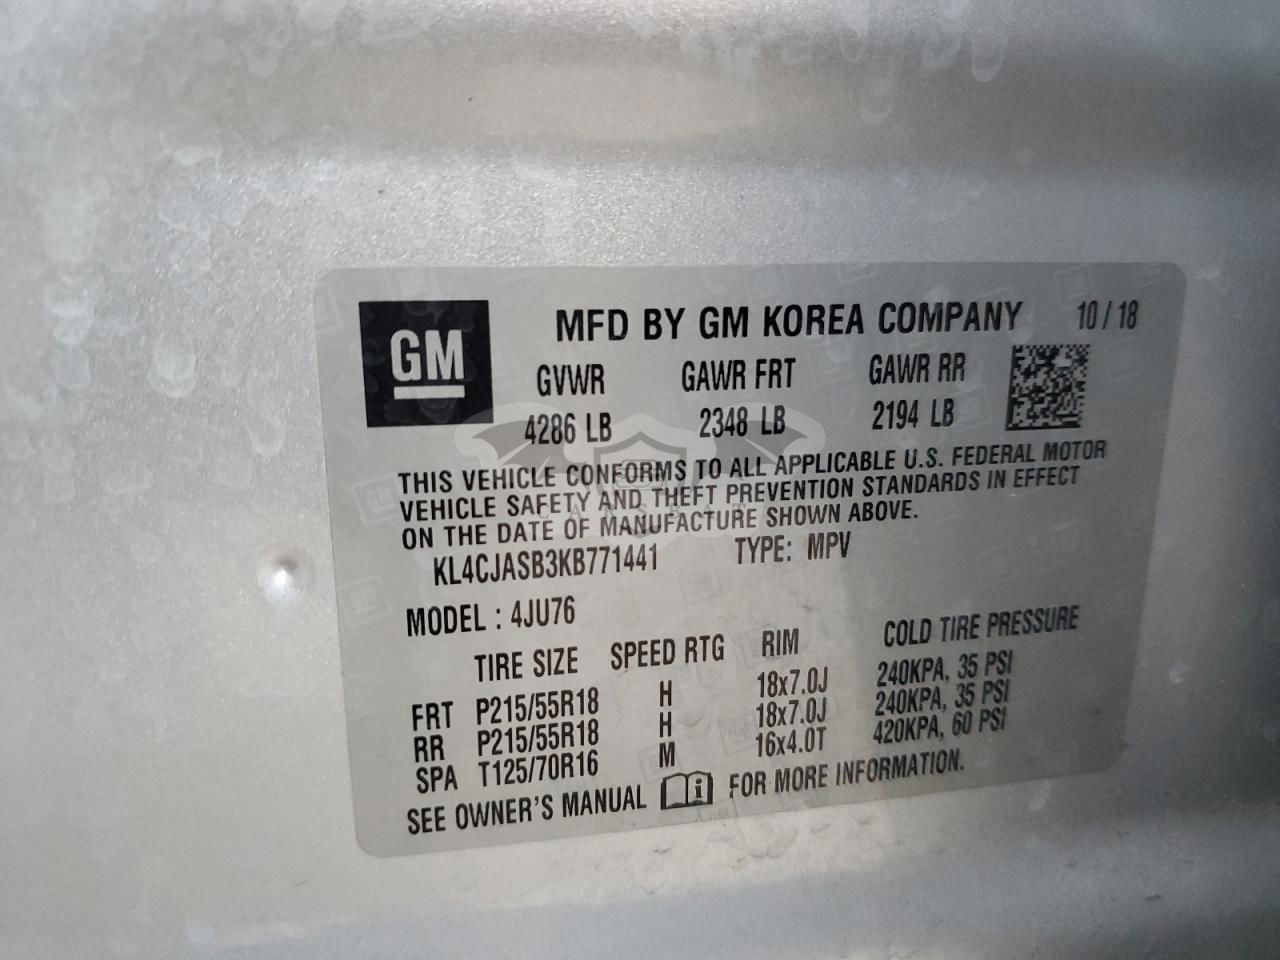 GM
MFD BY GM KOREA COMPANY 10/18
GVWR GAWR FRT GAWR RR
4286 LB 2348 LB 2194 LB
THIS VEHICLE CONFORMS TO ALL APPLICABLE U.S. FEDERAL MOTOR
VEHICLE SAFETY AND THEFT PREVENTION STANDARDS IN EFFECT
ON THE DATE OF MANUFACTURE SHOWN ABOVE.
KL4CJASB3KB771441 TYPE: MPV
MODEL : 4JU76
TIRE SIZE SPEED RTG RIM COLD TIRE PRESSURE
FRT P215/55R18 H 18x7.0J 240KPA, 35 PSI
RR P215/55R18 H 18x7.0J 240KPA, 35 PSI
SPA T125/70R16 M 16x4.0T 420KPA, 60 PSI
SEE OWNER'S MANUAL i FOR MORE INFORMATION.